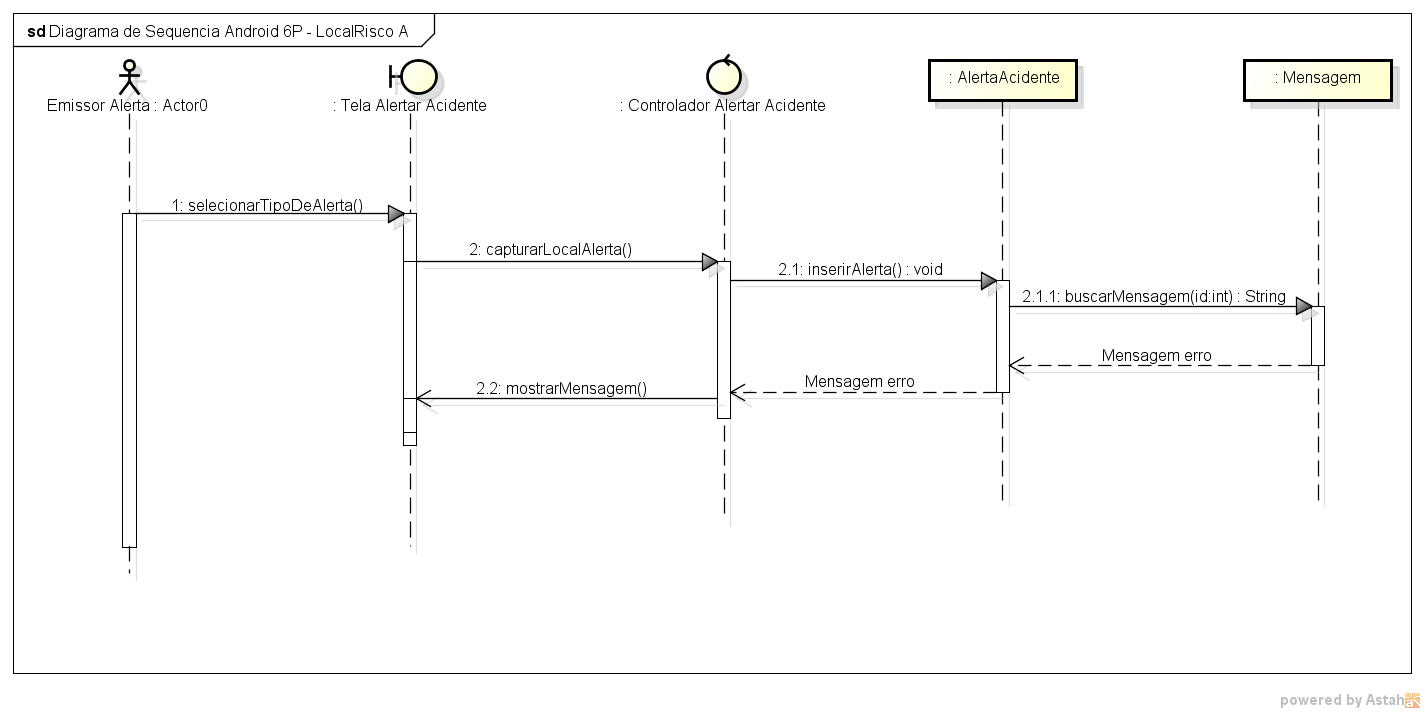 sd Diagrama de Sequencia Android 6P - LocalRisco A
Emissor Alerta : Actor0
: Tela Alertar Acidente
: Controlador Alertar Acidente
: AlertaAcidente
: Mensagem
1: selecionarTipoDeAlerta()
2: capturarLocalAlerta()
2.1: inserirAlerta() : void
2.1.1: buscarMensagem(id:int) : String
Mensagem erro
Mensagem erro
2.2: mostrarMensagem()
powered by Astah